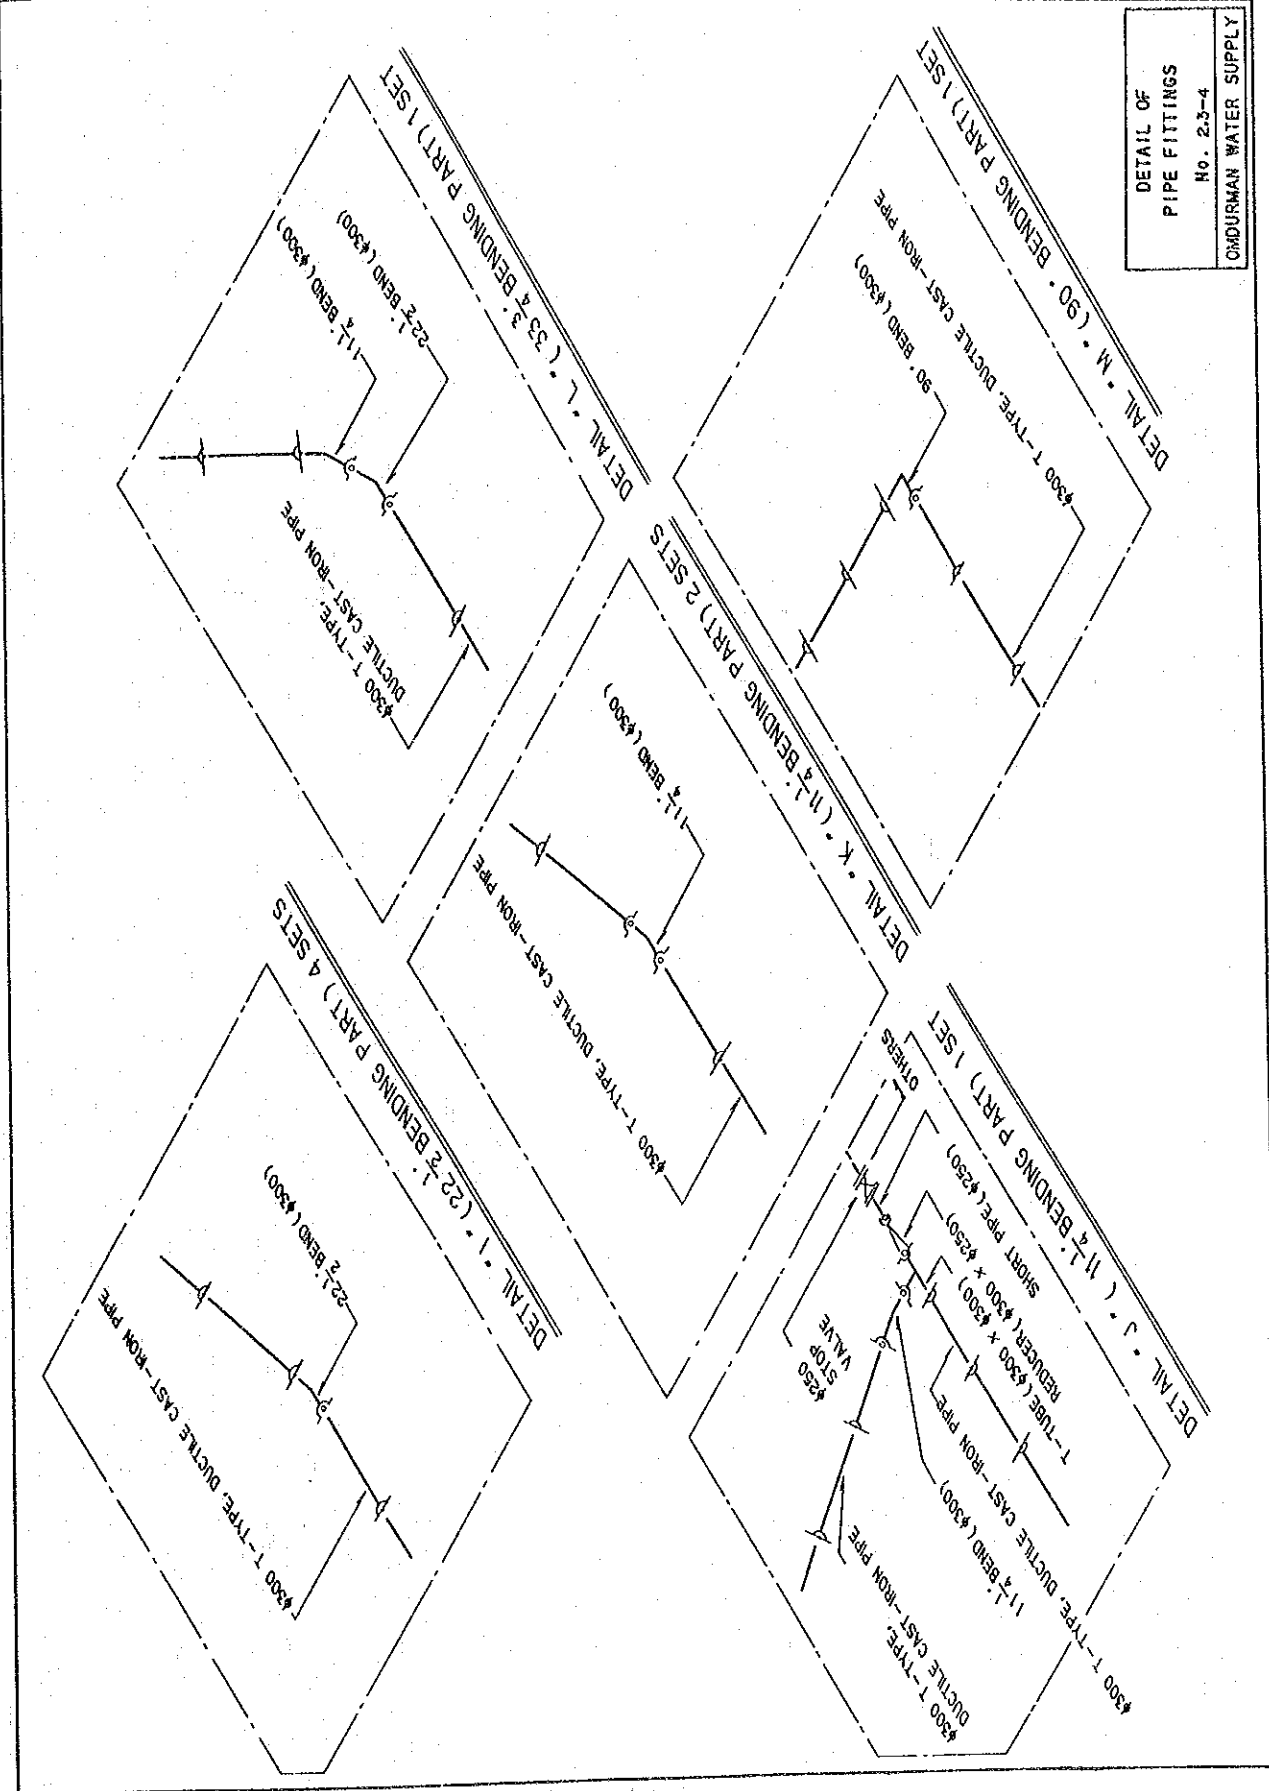 DETAIL "I" (22 1/2° BENDING PART) 4 SETS
22 1/2° BEND (φ300)
φ300 T-TYPE, DUCTILE CAST-IRON PIPE
DETAIL "J" (11 1/4° BENDING PART) 1 SET
OTHERS
SHORT PIPE (φ250)
REDUCER (φ300 × φ250)
T-TUBE (φ300 × φ300)
φ250
STOP
VALVE
φ300 T-TYPE, DUCTILE CAST-IRON PIPE
11 1/4° BEND (φ300)
φ300 T-TYPE,
DUCTILE CAST-IRON PIPE
DETAIL "K" (11 1/4° BENDING PART) 2 SETS
11 1/4° BEND (φ300)
φ300 T-TYPE, DUCTILE CAST-IRON PIPE
DETAIL "L" (33 3/4° BENDING PART) 1 SET
22 1/2° BEND (φ300)
11 1/4° BEND (φ300)
φ300 T-TYPE,
DUCTILE CAST-IRON PIPE
DETAIL "M" (90° BENDING PART) 1 SET
φ300 T-TYPE, DUCTILE CAST-IRON PIPE
90° BEND (φ300)
DETAIL OF
PIPE FITTINGS
No. 2.3-4
OMDURMAN WATER SUPPLY